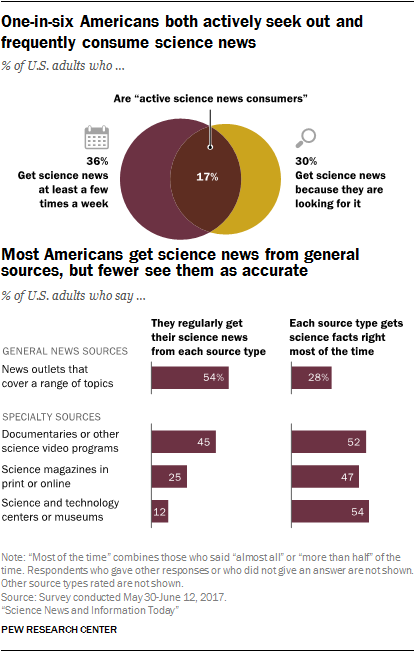 One-in-six Americans both actively seek out and
frequently consume science news
% of U.S. adults who ...
Are “active science news consumers”
36%
Get science news
at least a few
times a week
17%
30%
Get science news
because they are
looking for it
Most Americans get science news from general
sources, but fewer see them as accurate
% of U.S. adults who say ...
They regularly get
their science news
from each source type
Each source type gets
science facts right
most of the time
GENERAL NEWS SOURCES
News outlets that
cover a range of topics
54%
28%
SPECIALTY SOURCES
Documentaries or other
science video programs
45
52
Science magazines in
print or online
25
47
Science and technology
centers or museums
12
54
Note: “Most of the time” combines those who said “almost all” or “more than half” of the
time. Respondents who gave other responses or who did not give an answer are not shown.
Other source types rated are not shown.
Source: Survey conducted May 30-June 12, 2017.
“Science News and Information Today”
PEW RESEARCH CENTER